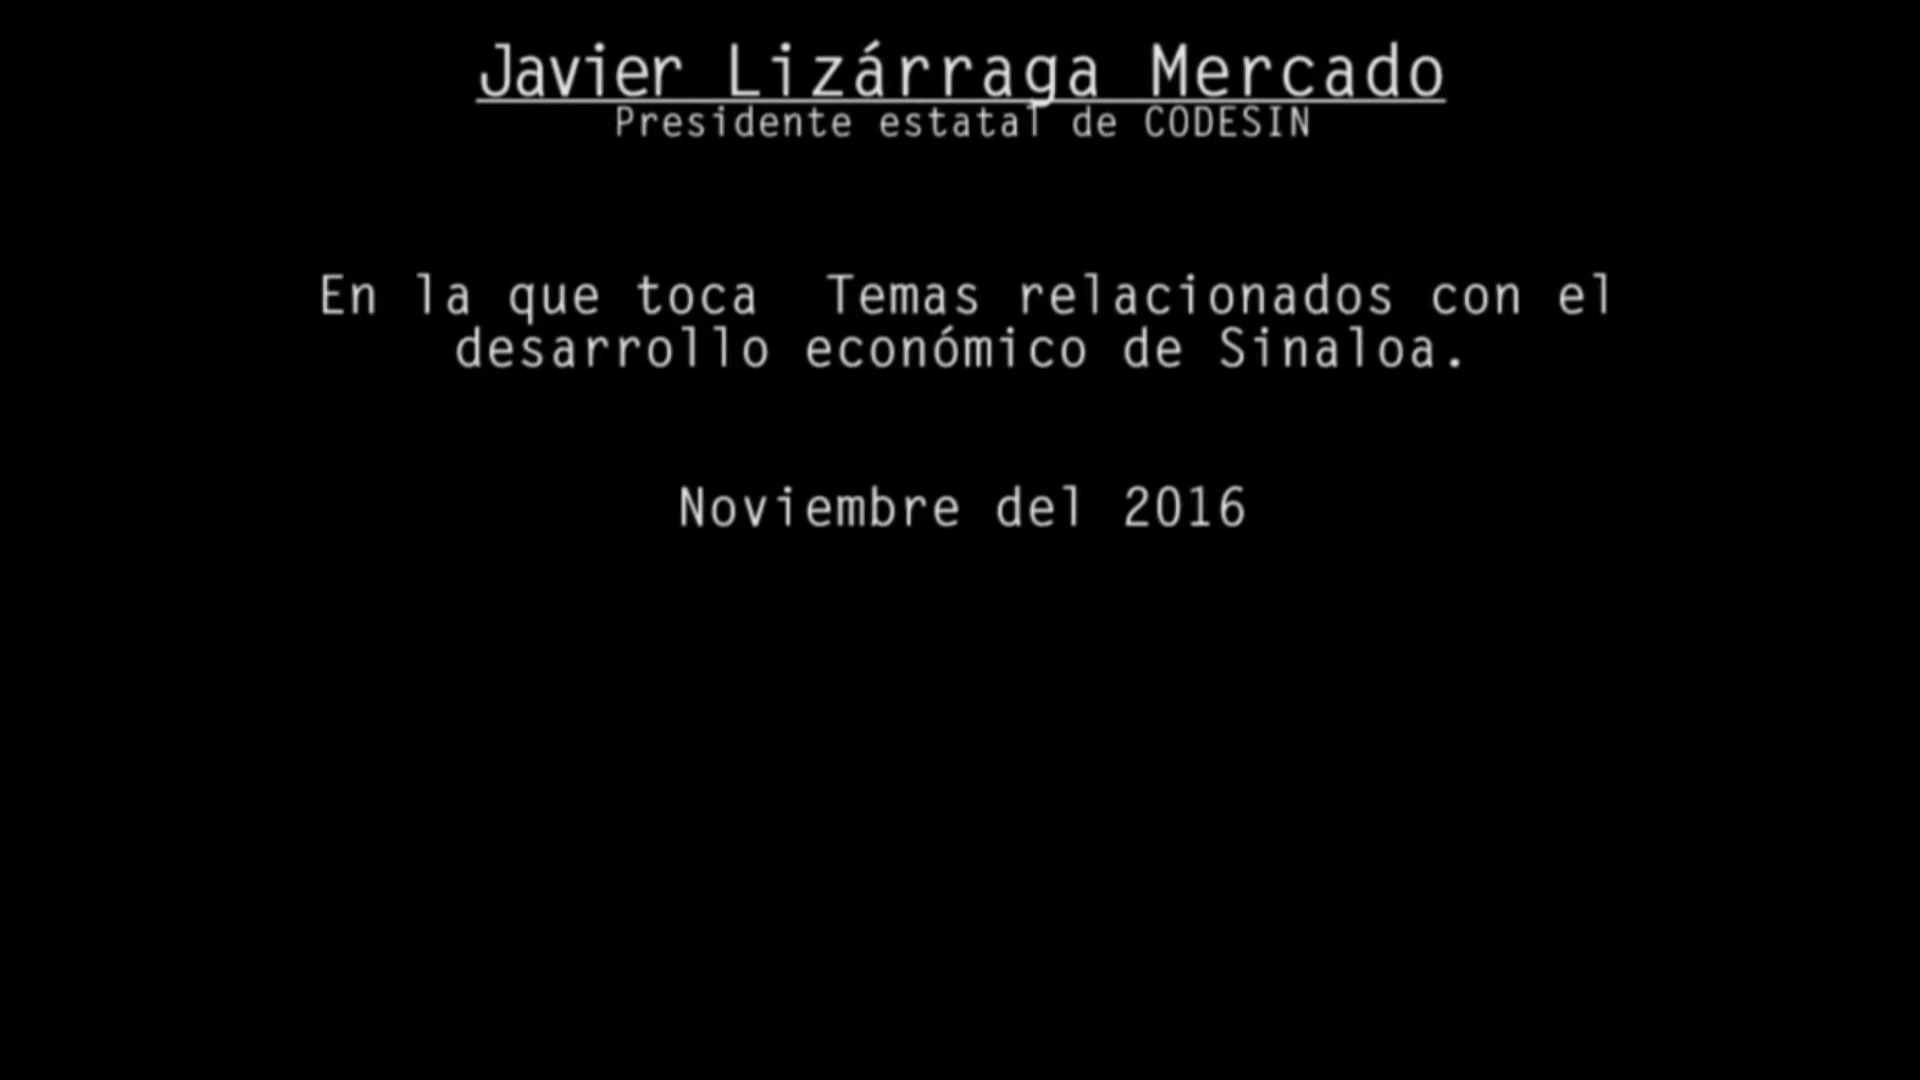 Javier Lizárraga Mercado
Presidente estatal de CODESIN
En la que toca  Temas relacionados con el
desarrollo económico de Sinaloa.
Noviembre del 2016